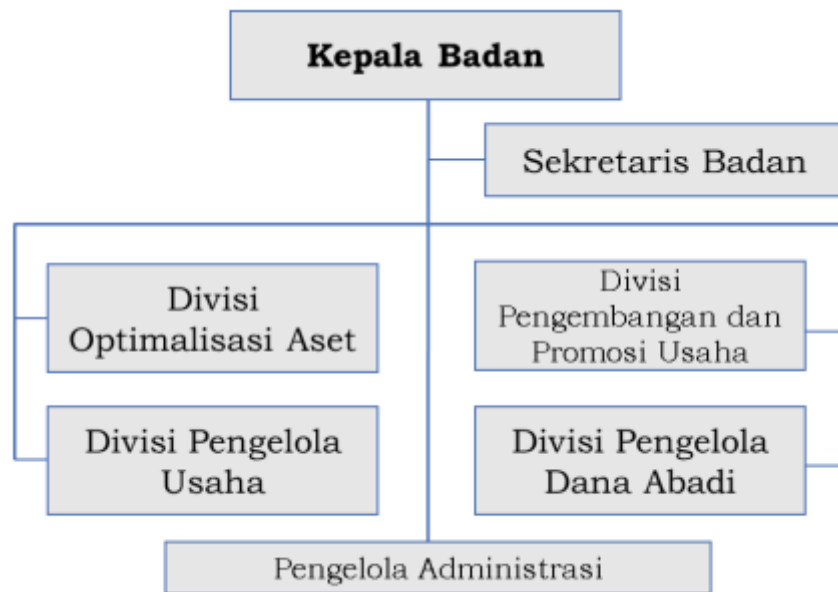 Kepala Badan
Sekretaris Badan
Divisi
Optimalisasi Aset
Divisi
Pengembangan dan
Promosi Usaha
Divisi Pengelola
Usaha
Divisi Pengelola
Dana Abadi
Pengelola Administrasi